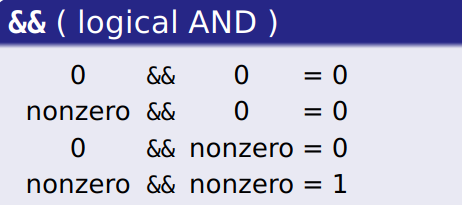 && ( logical AND )
0 && 0 = 0
nonzero && 0 = 0
0 && nonzero = 0
nonzero && nonzero = 1